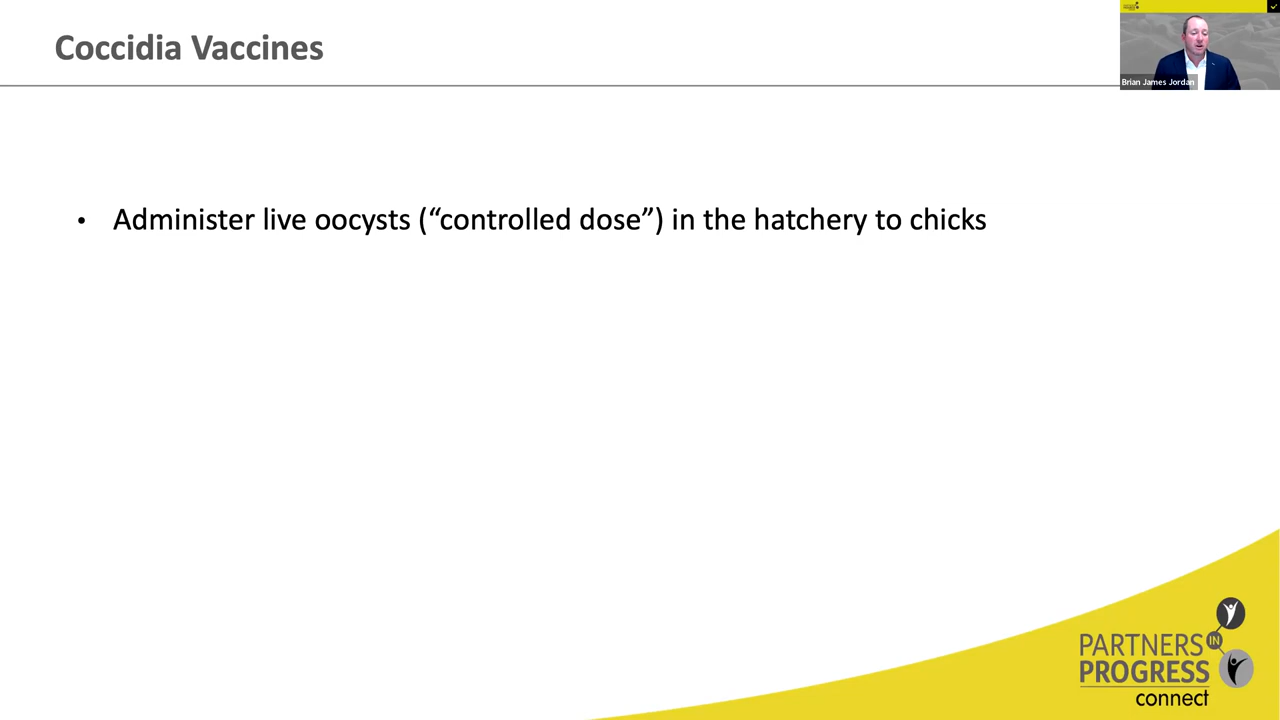 Coccidia Vaccines
Brian James Jordan
• Administer live oocysts (“controlled dose”) in the hatchery to chicks
PARTNERS IN
PROGRESS
connect